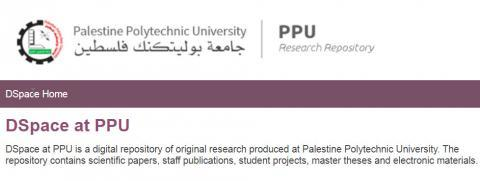 Palestine Polytechnic University
جامعة بوليتكنك فلسطين
PPU
Research Repository
DSpace Home
DSpace at PPU
DSpace at PPU is a digital repository of original research produced at Palestine Polytechnic University. The
repository contains scientific papers, staff publications, student projects, master theses and electronic materials.